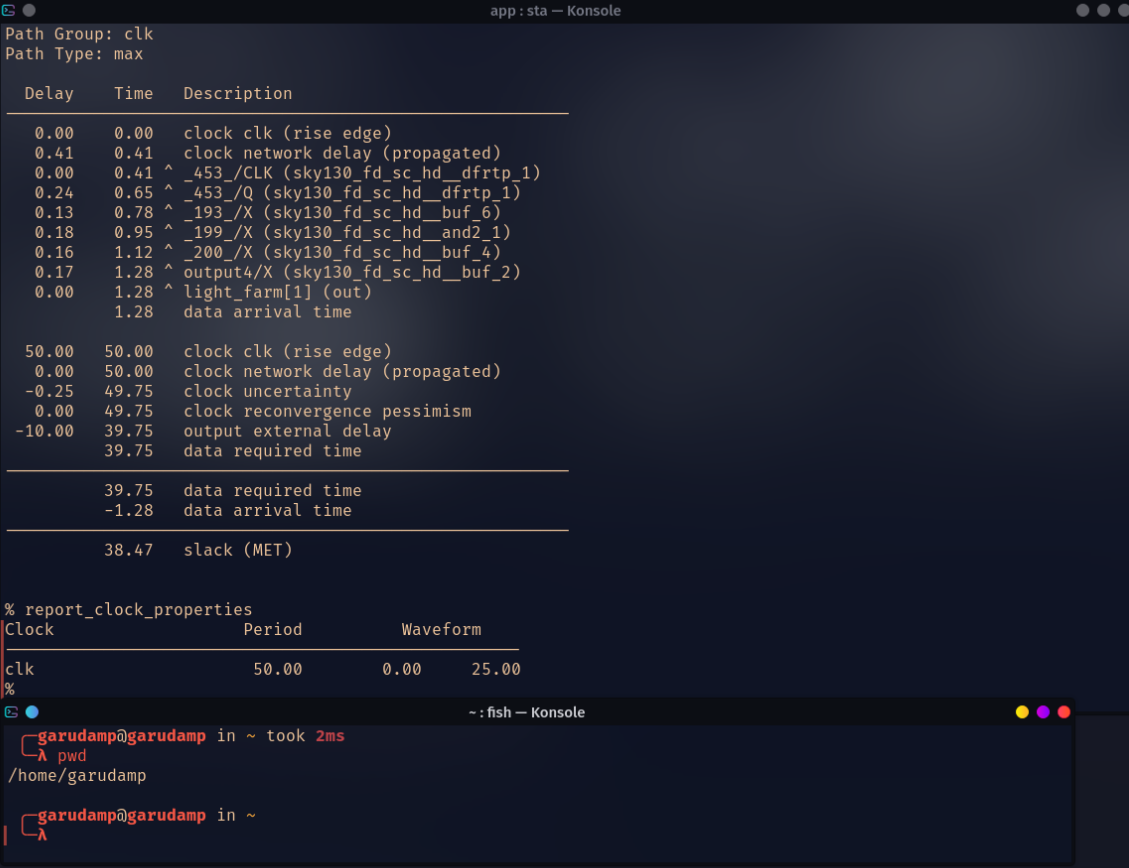 app : sta — Konsole
Path Group: clk
Path Type: max
Delay Time Description
0.00 0.00 clock clk (rise edge)
0.41 0.41 clock network delay (propagated)
0.00 0.41 ^ _453_/CLK (sky130_fd_sc_hd__dfrtp_1)
0.24 0.65 ^ _453_/Q (sky130_fd_sc_hd__dfrtp_1)
0.13 0.78 ^ _193_/X (sky130_fd_sc_hd__buf_6)
0.18 0.95 ^ _199_/X (sky130_fd_sc_hd__and2_1)
0.16 1.12 ^ _200_/X (sky130_fd_sc_hd__buf_4)
0.17 1.28 ^ output4/X (sky130_fd_sc_hd__buf_2)
0.00 1.28 ^ light_farm[1] (out)
1.28 data arrival time
50.00 50.00 clock clk (rise edge)
0.00 50.00 clock network delay (propagated)
-0.25 49.75 clock uncertainty
0.00 49.75 clock reconvergence pessimism
-10.00 39.75 output external delay
39.75 data required time
39.75 data required time
-1.28 data arrival time
38.47 slack (MET)
% report_clock_properties
Clock Period Waveform
clk 50.00 0.00 25.00
%
~ : fish — Konsole
garudamp@garudamp in ~ took 2ms
λ pwd
/home/garudamp
garudamp@garudamp in ~
λ